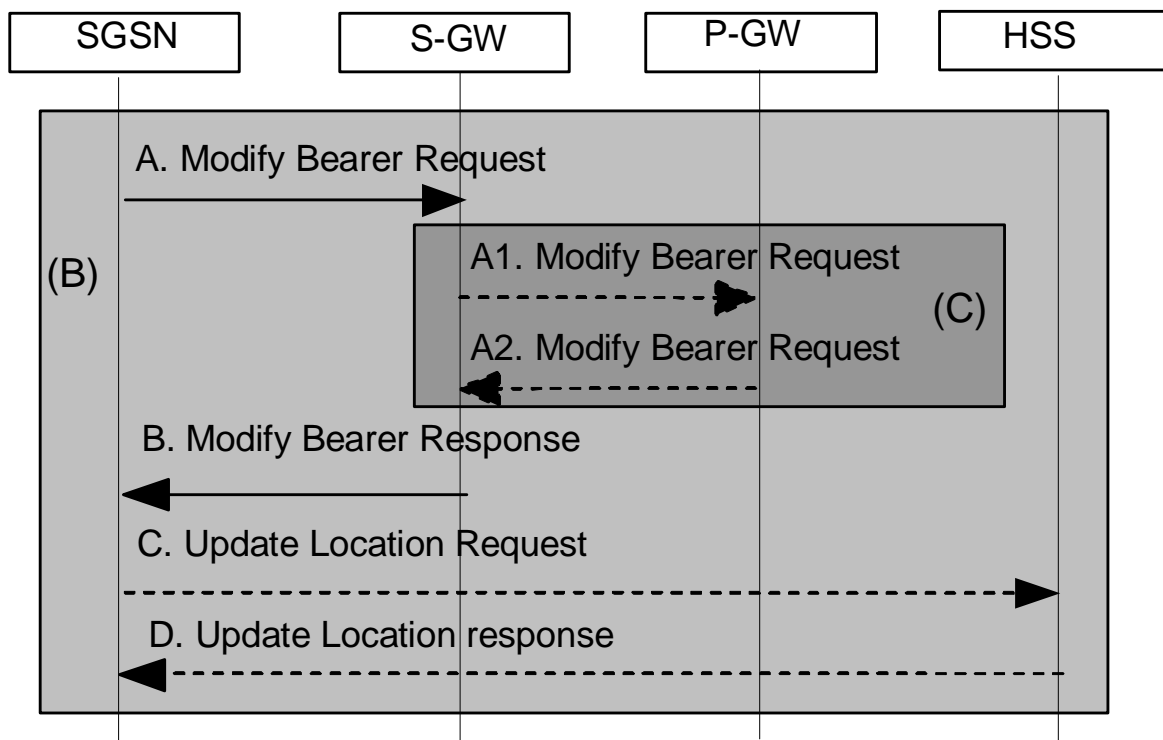 SGSN
S-GW
P-GW
HSS
A. Modify Bearer Request
(B)
A1. Modify Bearer Request
(C)
A2. Modify Bearer Request
B. Modify Bearer Response
C. Update Location Request
D. Update Location response